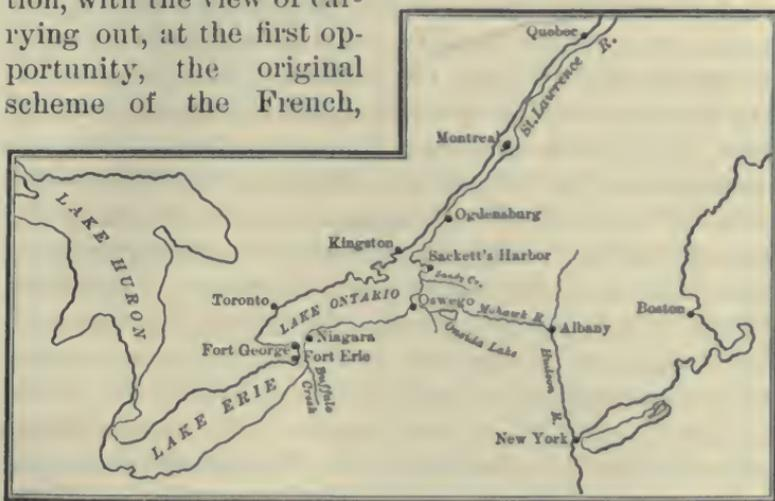 tion, with the view of car-
rying out, at the first op-
portunity, the original
scheme of the French,
Quebec
St. Lawrence R.
Montreal
Ogdensburg
Kingston
Sackett's Harbor
Sandy Cr.
LAKE HURON
Toronto
LAKE ONTARIO
Oswego
Mohawk R.
Oneida Lake
Albany
Boston
Fort George
Niagara
Fort Erie
Buffalo
Creek
LAKE ERIE
Hudson R.
New York